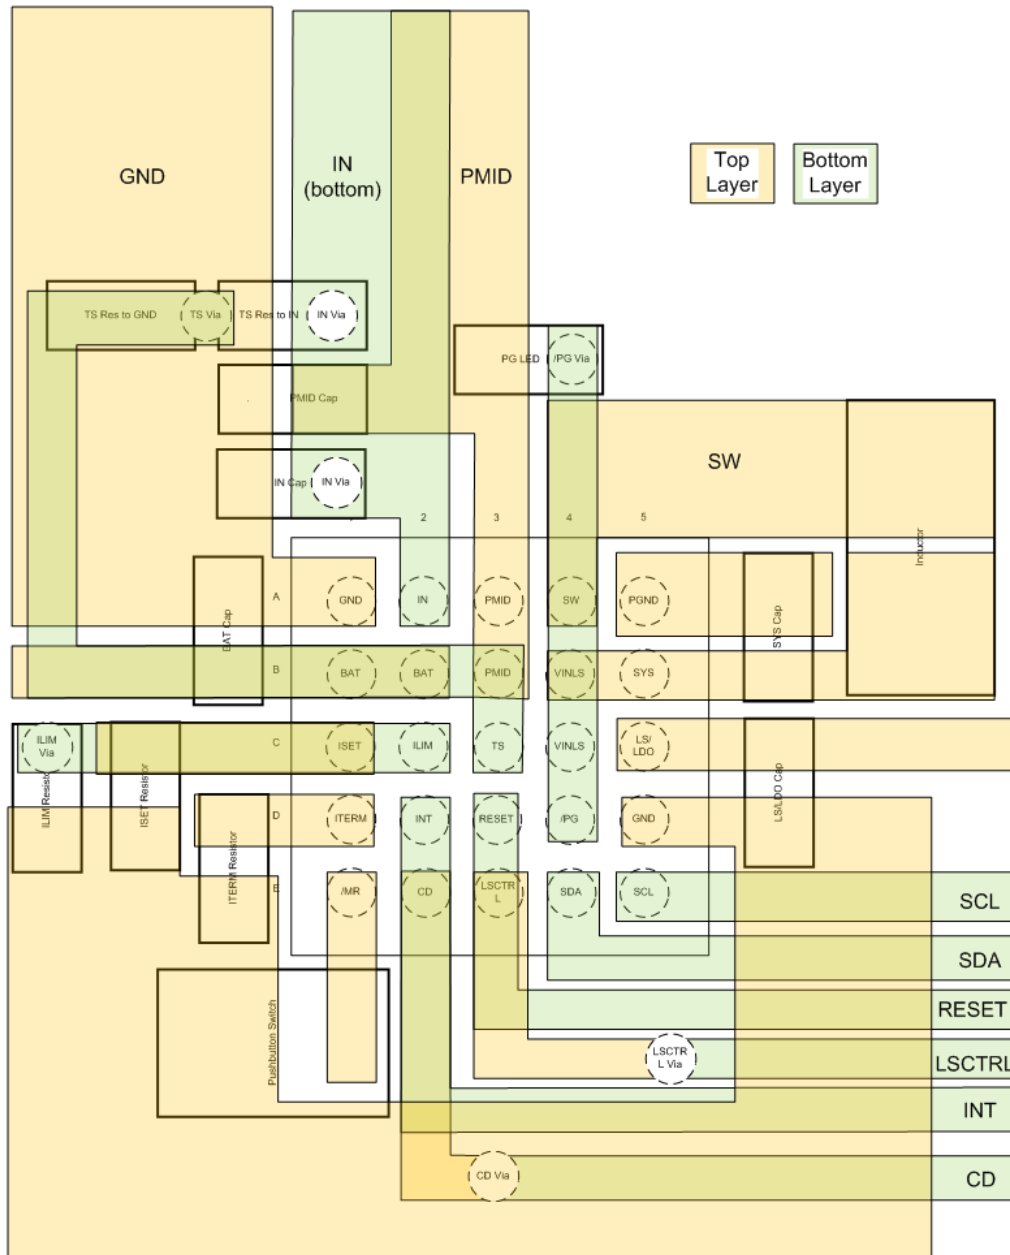 GND
IN
(bottom)
PMID
Top
Layer
Bottom
Layer
TS Res to GND
TS Via
TS Res to IN
IN Via
PG LED
/PG Via
PMID Cap
SW
IN Cap
IN Via
2
3
4
5
Inductor
A
GND
IN
PMID
SW
PGND
BAT Cap
SYS Cap
B
BAT
BAT
PMID
VINLS
SYS
ILIM
Via
C
ISET
ILIM
TS
VINLS
LS/
LDO
ILIM Resistor
ISET Resistor
LS/LDO Cap
D
ITERM
INT
RESET
/PG
GND
ITERM Resistor
E
/MR
CD
LSCTR
L
SDA
SCL
SCL
SDA
RESET
Pushbutton Switch
LSCTR
L Via
LSCTRL
INT
CD Via
CD